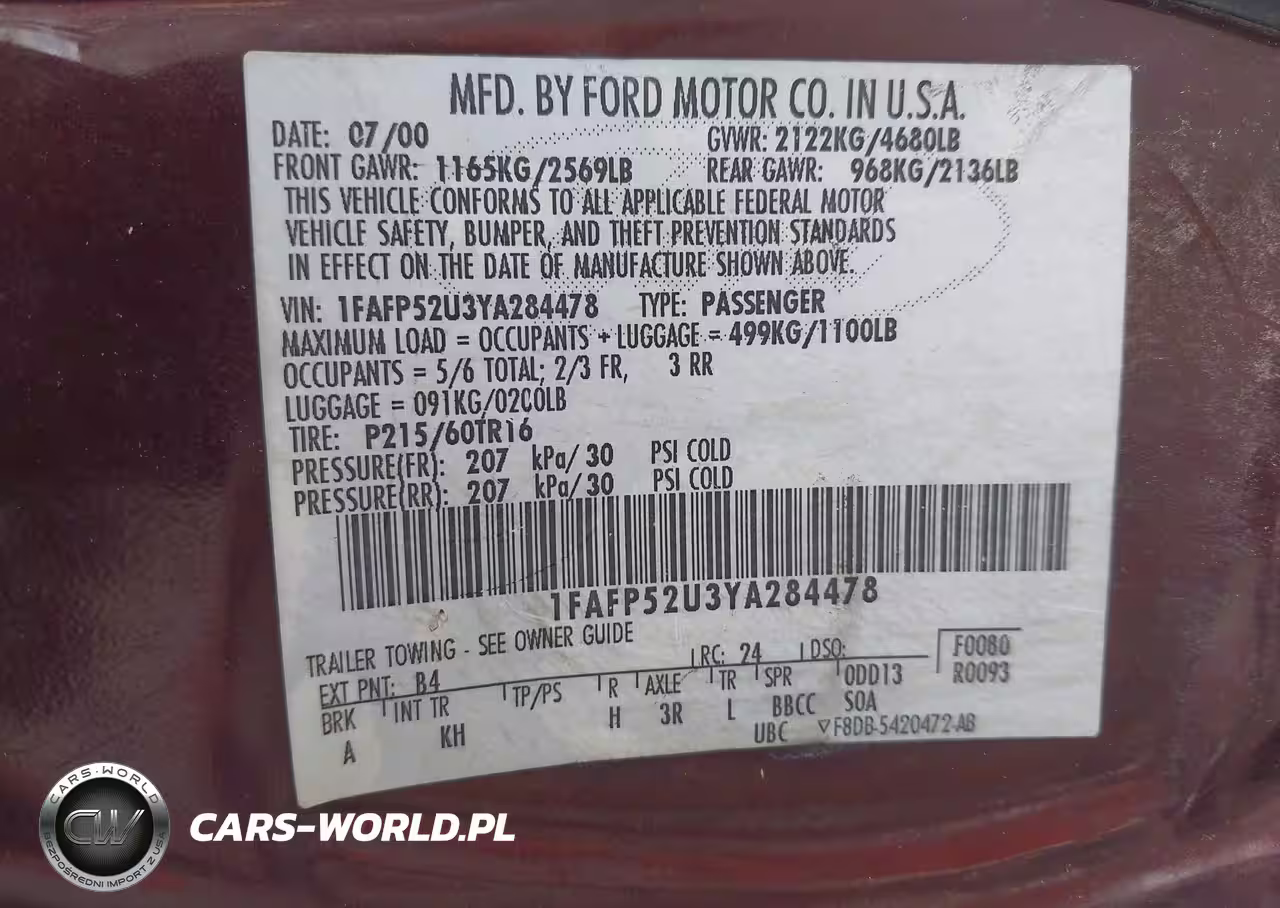 MFD. BY FORD MOTOR CO. IN U.S.A.
DATE: 07/00 GVWR: 2122KG/4680LB
FRONT GAWR: 1165KG/2569LB REAR GAWR: 968KG/2136LB
THIS VEHICLE CONFORMS TO ALL APPLICABLE FEDERAL MOTOR
VEHICLE SAFETY, BUMPER, AND THEFT PREVENTION STANDARDS
IN EFFECT ON THE DATE OF MANUFACTURE SHOWN ABOVE.
VIN: 1FAFP52U3YA284478 TYPE: PASSENGER
MAXIMUM LOAD = OCCUPANTS + LUGGAGE = 499KG/1100LB
OCCUPANTS = 5/6 TOTAL; 2/3 FR, 3 RR
LUGGAGE = 091KG/0200LB
TIRE: P215/60TR16
PRESSURE(FR): 207 kPa/ 30 PSI COLD
PRESSURE(RR): 207 kPa/ 30 PSI COLD
1FAFP52U3YA284478
TRAILER TOWING - SEE OWNER GUIDE
EXT PNT: B4 RC: 24 DSO: F0080
BRK INT TR TP/PS R AXLE TR SPR 0DD13 R0093
A KH H 3R L BBCC SOA
UBC ▽F8DB-5420472-AB
CARS-WORLD
CW
BEZPOŚREDNI IMPORT Z USA
CARS-WORLD.PL